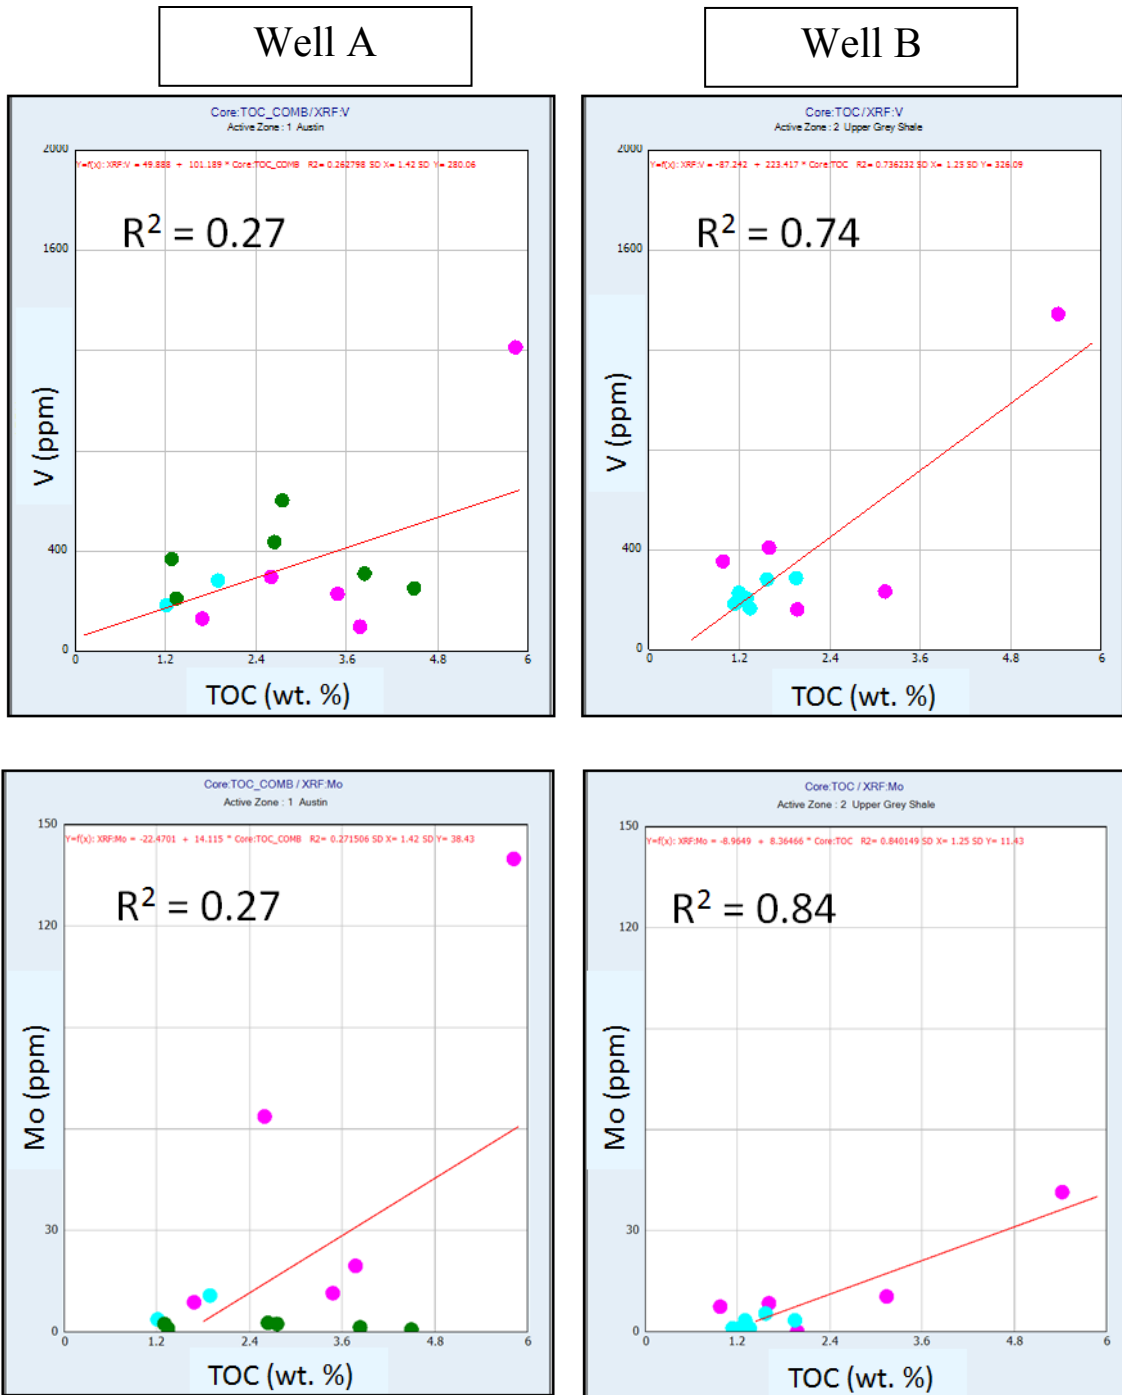 Well A
Well B
Core:TOC_COMB/XRF:V
Active Zone : 1 Austin
Y=f(x): XRF:V = 49.888 + 101.189 * Core:TOC_COMB R2= 0.262798 SD X= 1.42 SD Y= 280.06
R² = 0.27
2000
1600
400
0
V (ppm)
0 1.2 2.4 3.6 4.8 6
TOC (wt. %)
Core:TOC/XRF:V
Active Zone : 2 Upper Grey Shale
Y=f(x): XRF:V = -87.242 + 223.417 * Core:TOC R2= 0.736232 SD X= 1.25 SD Y= 326.09
R² = 0.74
2000
1600
400
0
V (ppm)
0 1.2 2.4 3.6 4.8 6
TOC (wt. %)
Core:TOC_COMB / XRF:Mo
Active Zone : 1 Austin
Y=f(x): XRF:Mo = -22.4701 + 14.115 * Core:TOC_COMB R2= 0.271506 SD X= 1.42 SD Y= 38.43
R² = 0.27
150
120
30
0
Mo (ppm)
0 1.2 2.4 3.6 4.8 6
TOC (wt. %)
Core:TOC / XRF:Mo
Active Zone : 2 Upper Grey Shale
Y=f(x): XRF:Mo = -8.9649 + 8.36466 * Core:TOC R2= 0.840149 SD X= 1.25 SD Y= 11.43
R² = 0.84
150
120
30
0
Mo (ppm)
0 1.2 2.4 3.6 4.8 6
TOC (wt. %)